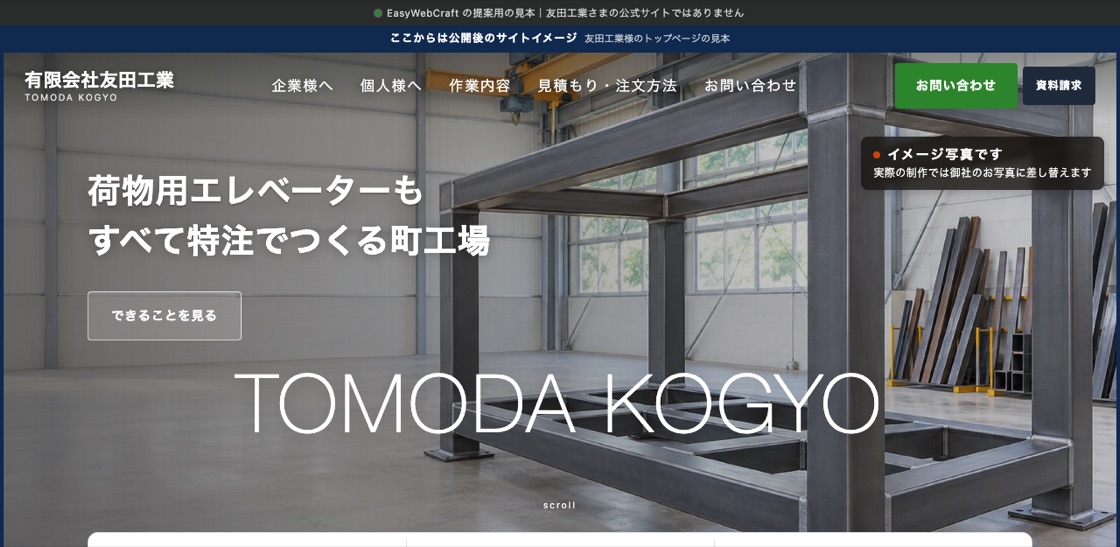 EasyWebCraft の提案用の見本｜友田工業さまの公式サイトではありません
ここからは公開後のサイトイメージ 友田工業様のトップページの見本
有限会社友田工業
TOMODA KOGYO
企業様へ 個人様へ 作業内容 見積もり・注文方法 お問い合わせ
お問い合わせ
資料請求
イメージ写真です
実際の制作では御社のお写真に差し替えます
荷物用エレベーターも
すべて特注でつくる町工場
できることを見る
TOMODA KOGYO
scroll